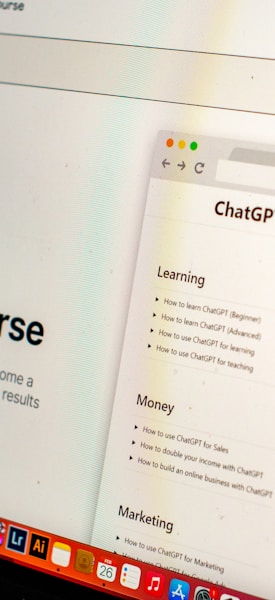 ChatGP
Learning
How to learn ChatGPT (Beginner)
How to learn ChatGPT (Advanced)
How to use ChatGPT for learning
How to use ChatGPT for teaching
rse
ome a
results
Money
How to use ChatGPT for Sales
How to double your income with ChatGPT
How to build an online business with ChatGPT
Marketing
How to use ChatGPT for Marketing
Lr
Ai
26